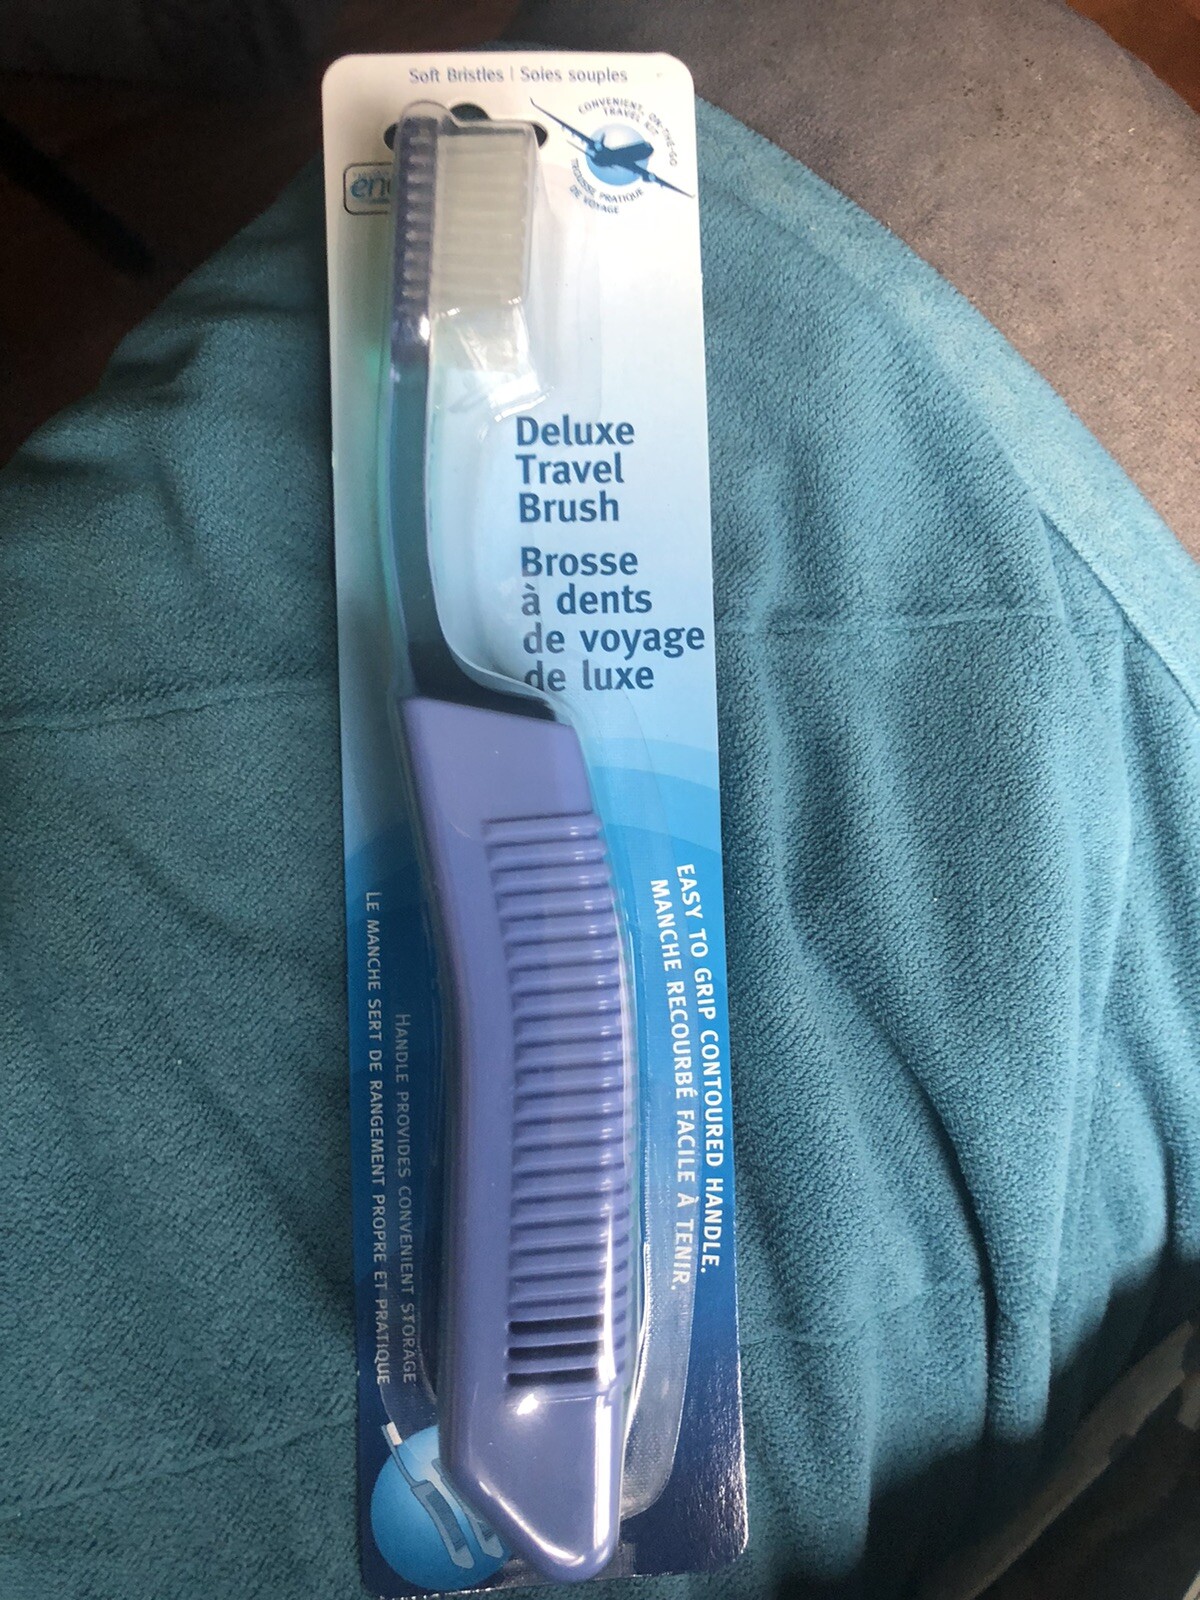 Soft Bristles | Soies souples
CONVENIENT, ON-THE-GO
TRAVEL KIT
TROUSSE PRATIQUE
DE VOYAGE
Deluxe
Travel
Brush
Brosse
à dents
de voyage
de luxe
EASY TO GRIP CONTOURED HANDLE.
MANCHE RECOURBÉ FACILE À TENIR.
HANDLE PROVIDES CONVENIENT STORAGE
LE MANCHE SERT DE RANGEMENT PROPRE ET PRATIQUE